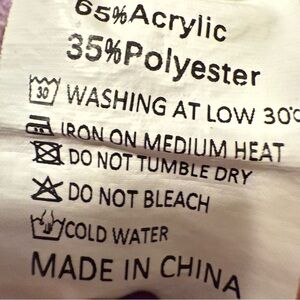 65%Acrylic
35%Polyester
30 WASHING AT LOW 30°C
IRON ON MEDIUM HEAT
DO NOT TUMBLE DRY
DO NOT BLEACH
COLD WATER
MADE IN CHINA